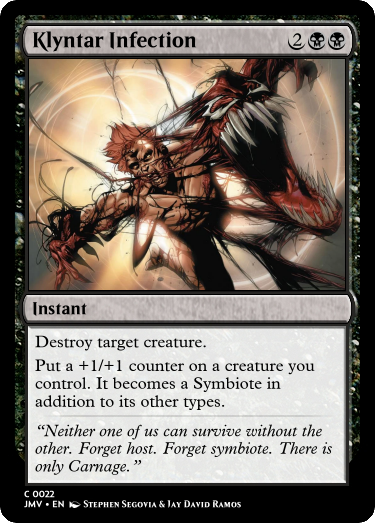 Klyntar Infection 2
Instant
Destroy target creature.
Put a +1/+1 counter on a creature you
control. It becomes a Symbiote in
addition to its other types.
“Neither one of us can survive without the
other. Forget host. Forget symbiote. There is
only Carnage.”
C 0022
JMV • EN Stephen Segovia & Jay David Ramos